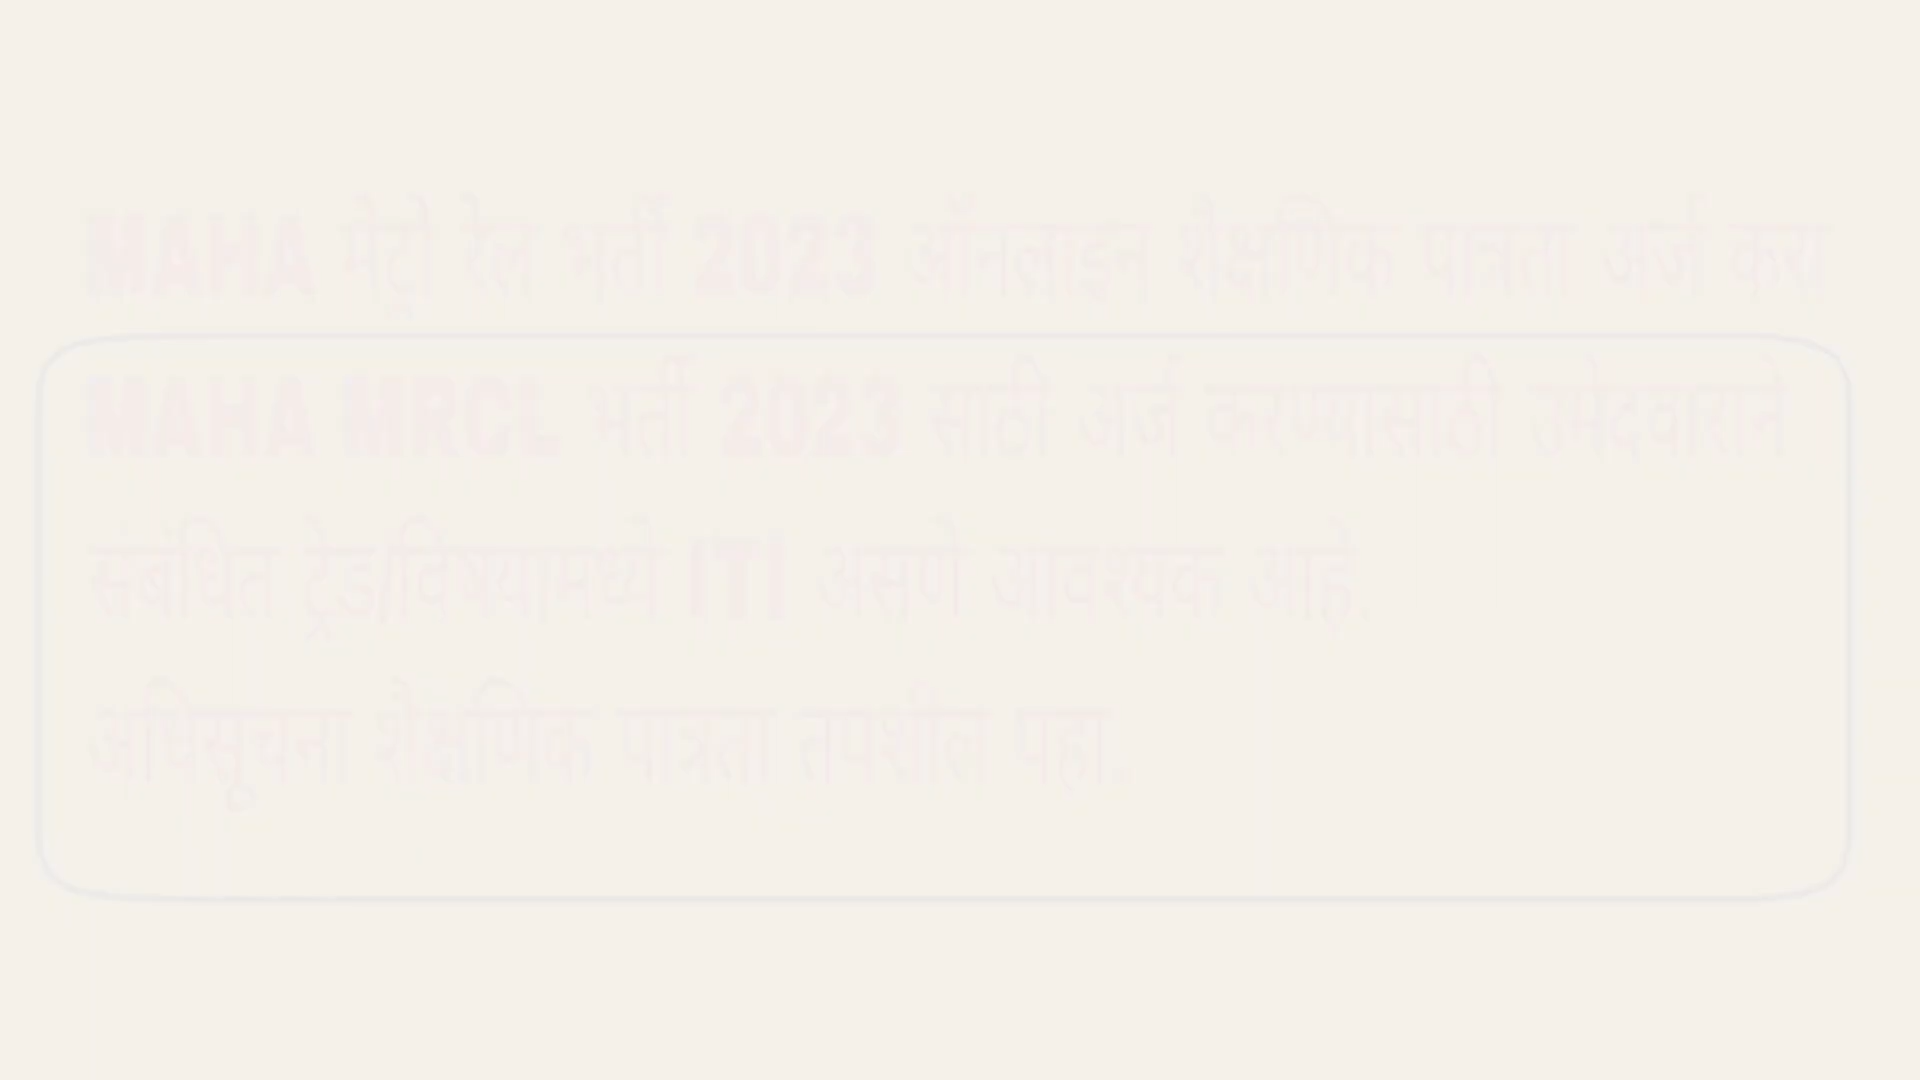 MAHA मेट्रो रेल भर्ती 2023 ऑनलाइन शैक्षणिक पात्रता अर्ज करा
MAHA MRCL भर्ती 2023 साठी अर्ज करण्यासाठी उमेदवाराने
संबंधित ट्रेड/विषयामध्ये ITI असणे आवश्यक आहे.
अधिसूचना शैक्षणिक पात्रता तपशील पहा.